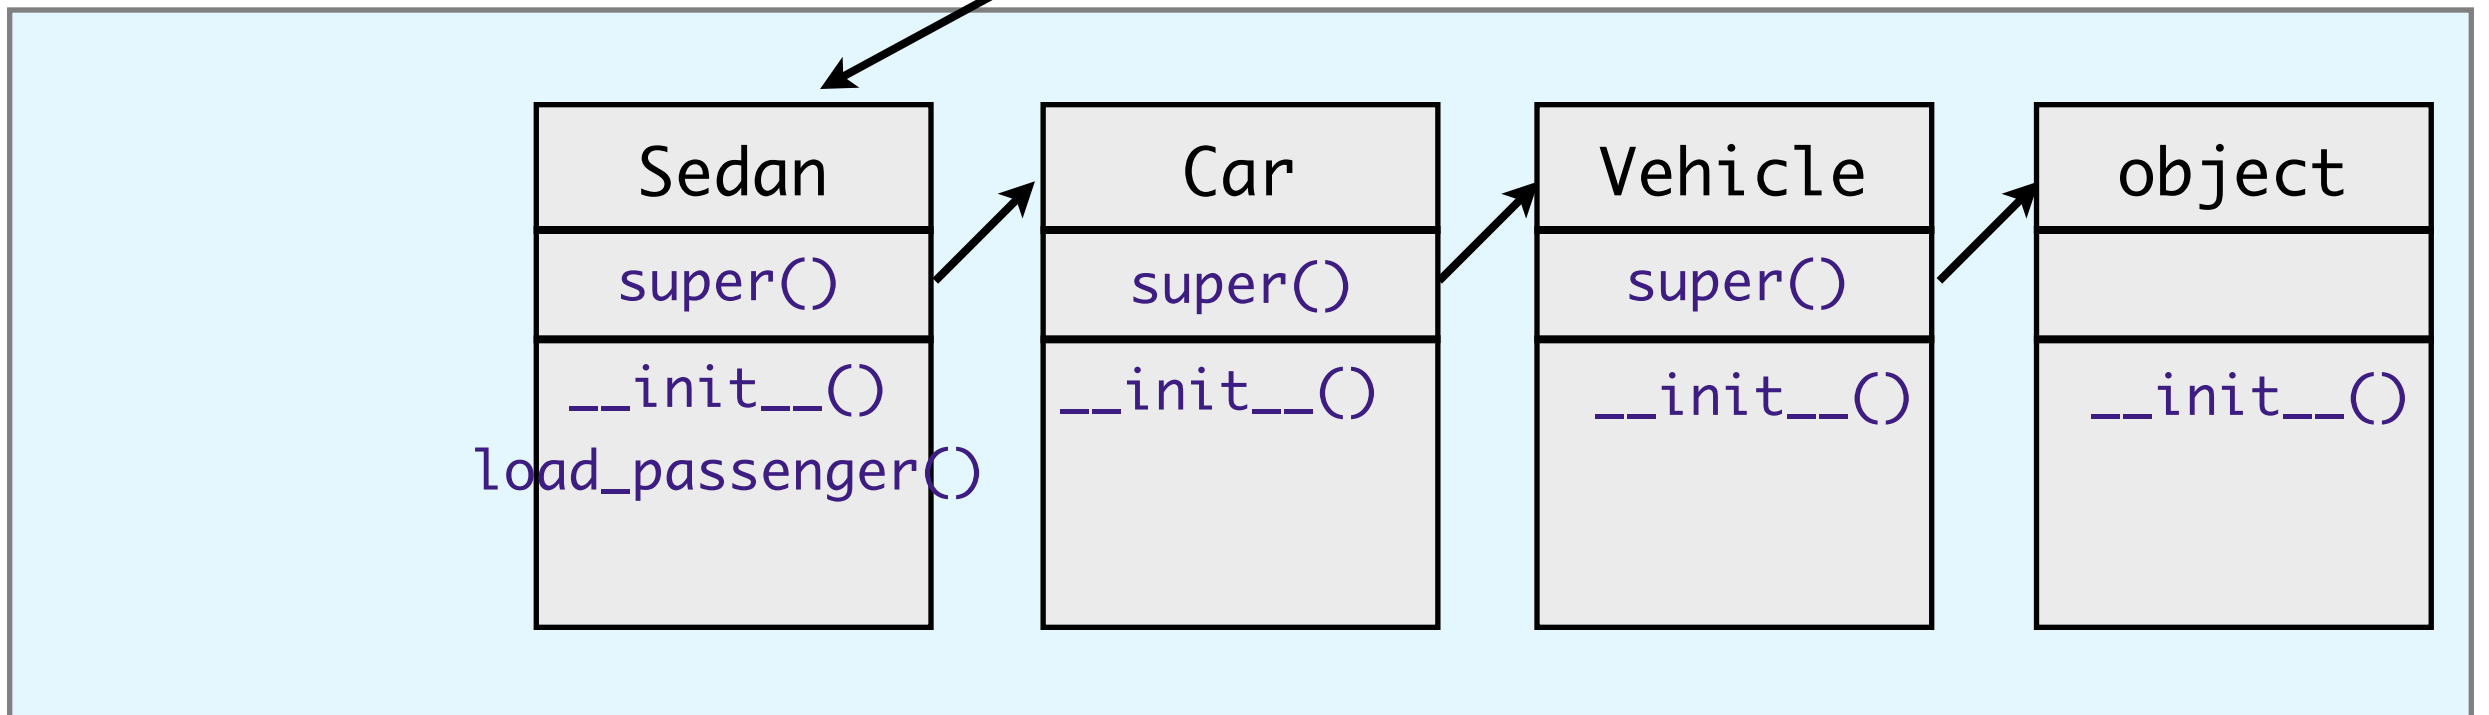 Sedan
super()
__init__()
load_passenger()
Car
super()
__init__()
Vehicle
super()
__init__()
object
__init__()